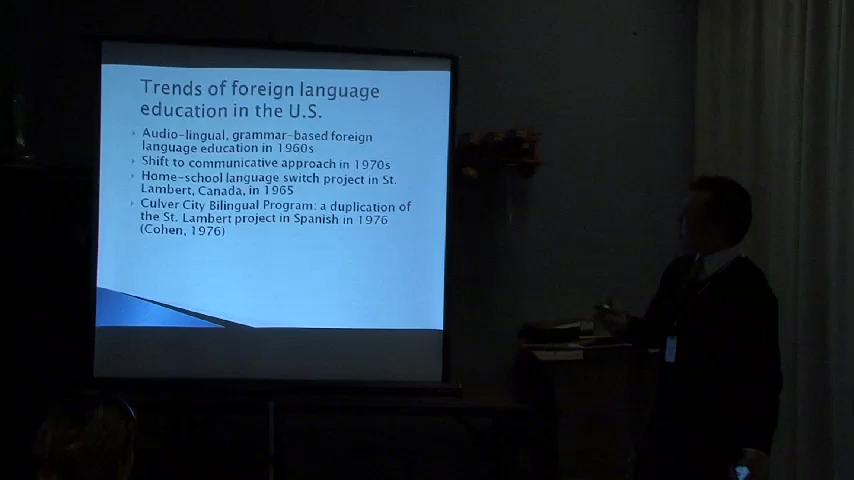 Trends of foreign language
education in the U.S.
Audio-lingual, grammar-based foreign
language education in 1960s
Shift to communicative approach in 1970s
Home-school language switch project in St.
Lambert, Canada, in 1965
Culver City Bilingual Program: a duplication of
the St. Lambert project in Spanish in 1976
(Cohen, 1976)